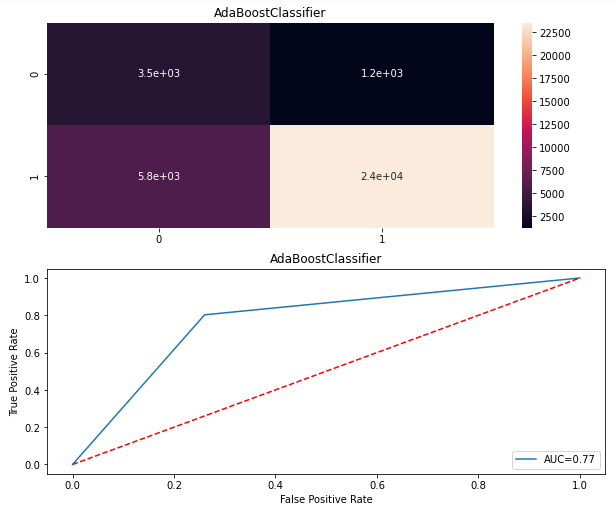 AdaBoostClassifier
0
3.5e+03
1.2e+03
1
5.8e+03
2.4e+04
0
1
22500
20000
17500
15000
12500
10000
7500
5000
2500
AdaBoostClassifier
True Positive Rate
1.0
0.8
0.6
0.4
0.2
0.0
0.0
0.2
0.4
0.6
0.8
1.0
False Positive Rate
AUC=0.77